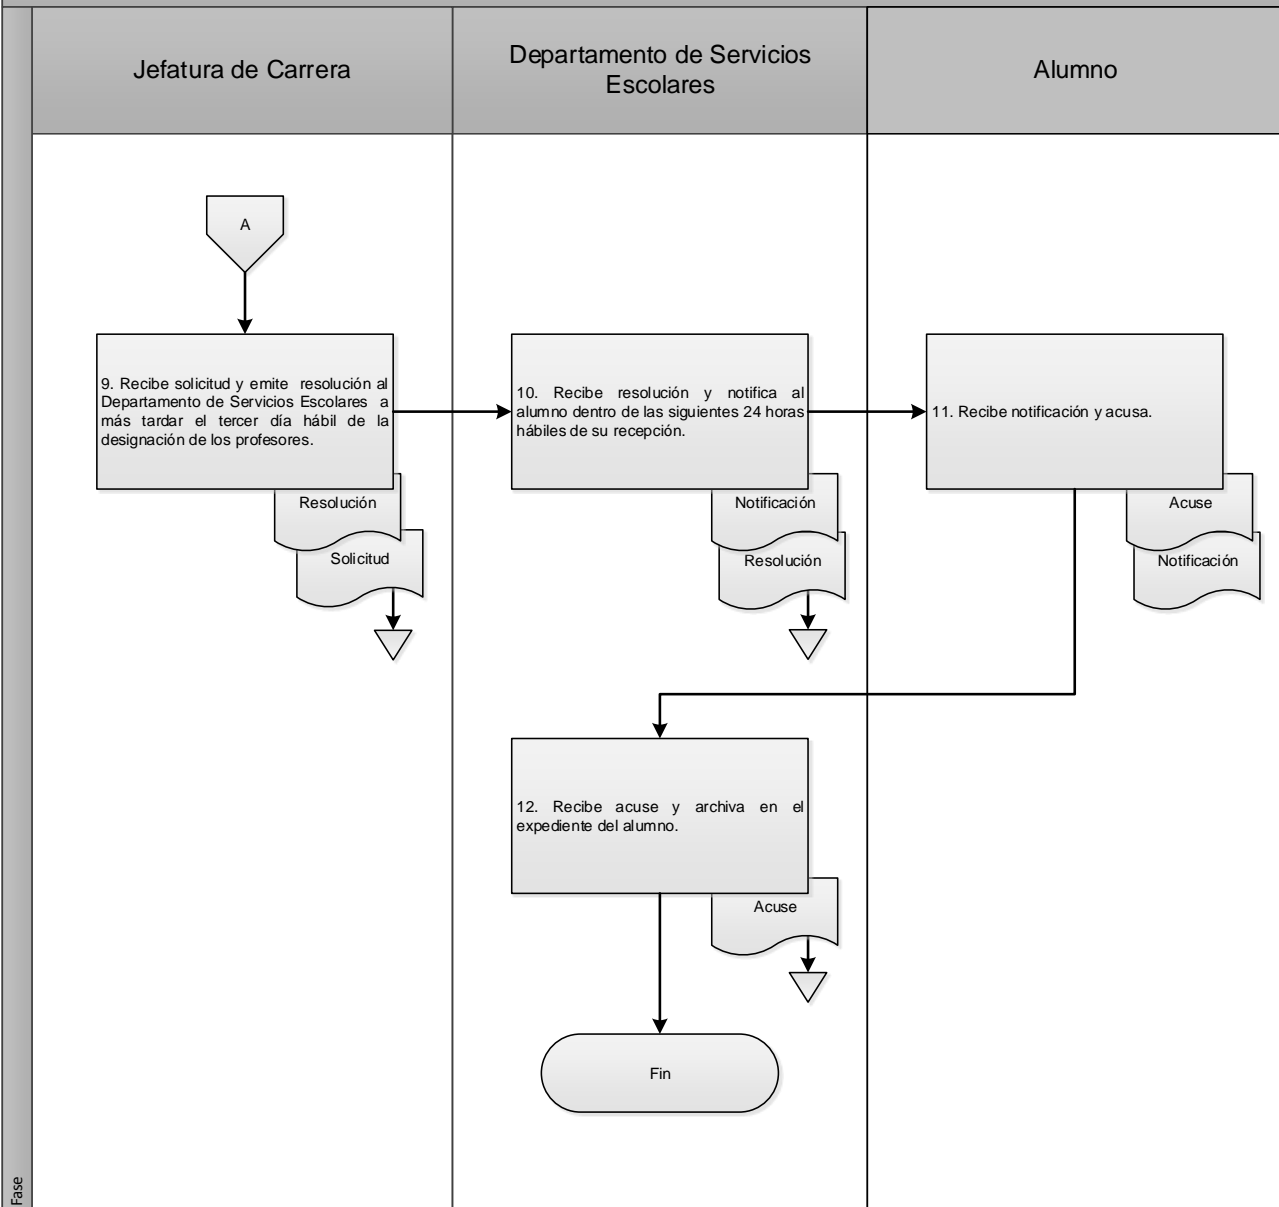 Jefatura de Carrera
Departamento de Servicios
Escolares
Alumno
A
9. Recibe solicitud y emite resolución al
Departamento de Servicios Escolares a
más tardar el tercer día hábil de la
designación de los profesores.
Resolución
Solicitud
10. Recibe resolución y notifica al
alumno dentro de las siguientes 24 horas
hábiles de su recepción.
Notificación
Resolución
11. Recibe notificación y acusa.
Acuse
Notificación
12. Recibe acuse y archiva en el
expediente del alumno.
Acuse
Fin
Fase